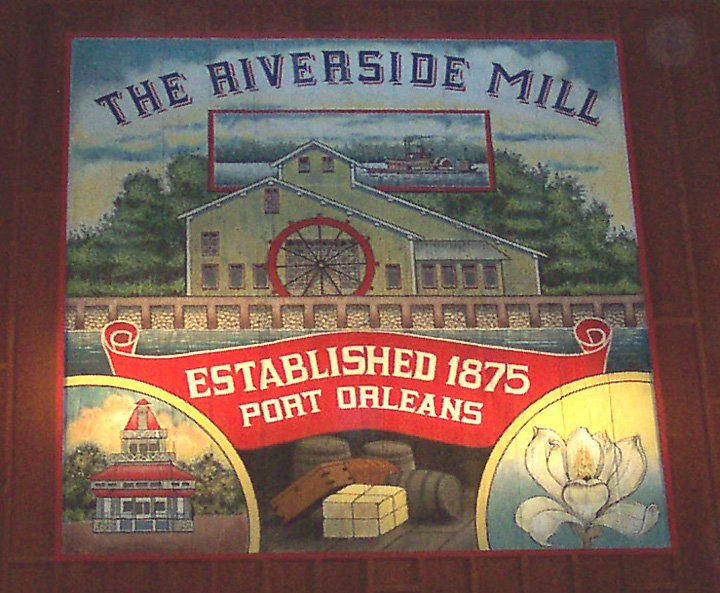 THE RIVERSIDE MILL
ESTABLISHED 1875
PORT ORLEANS